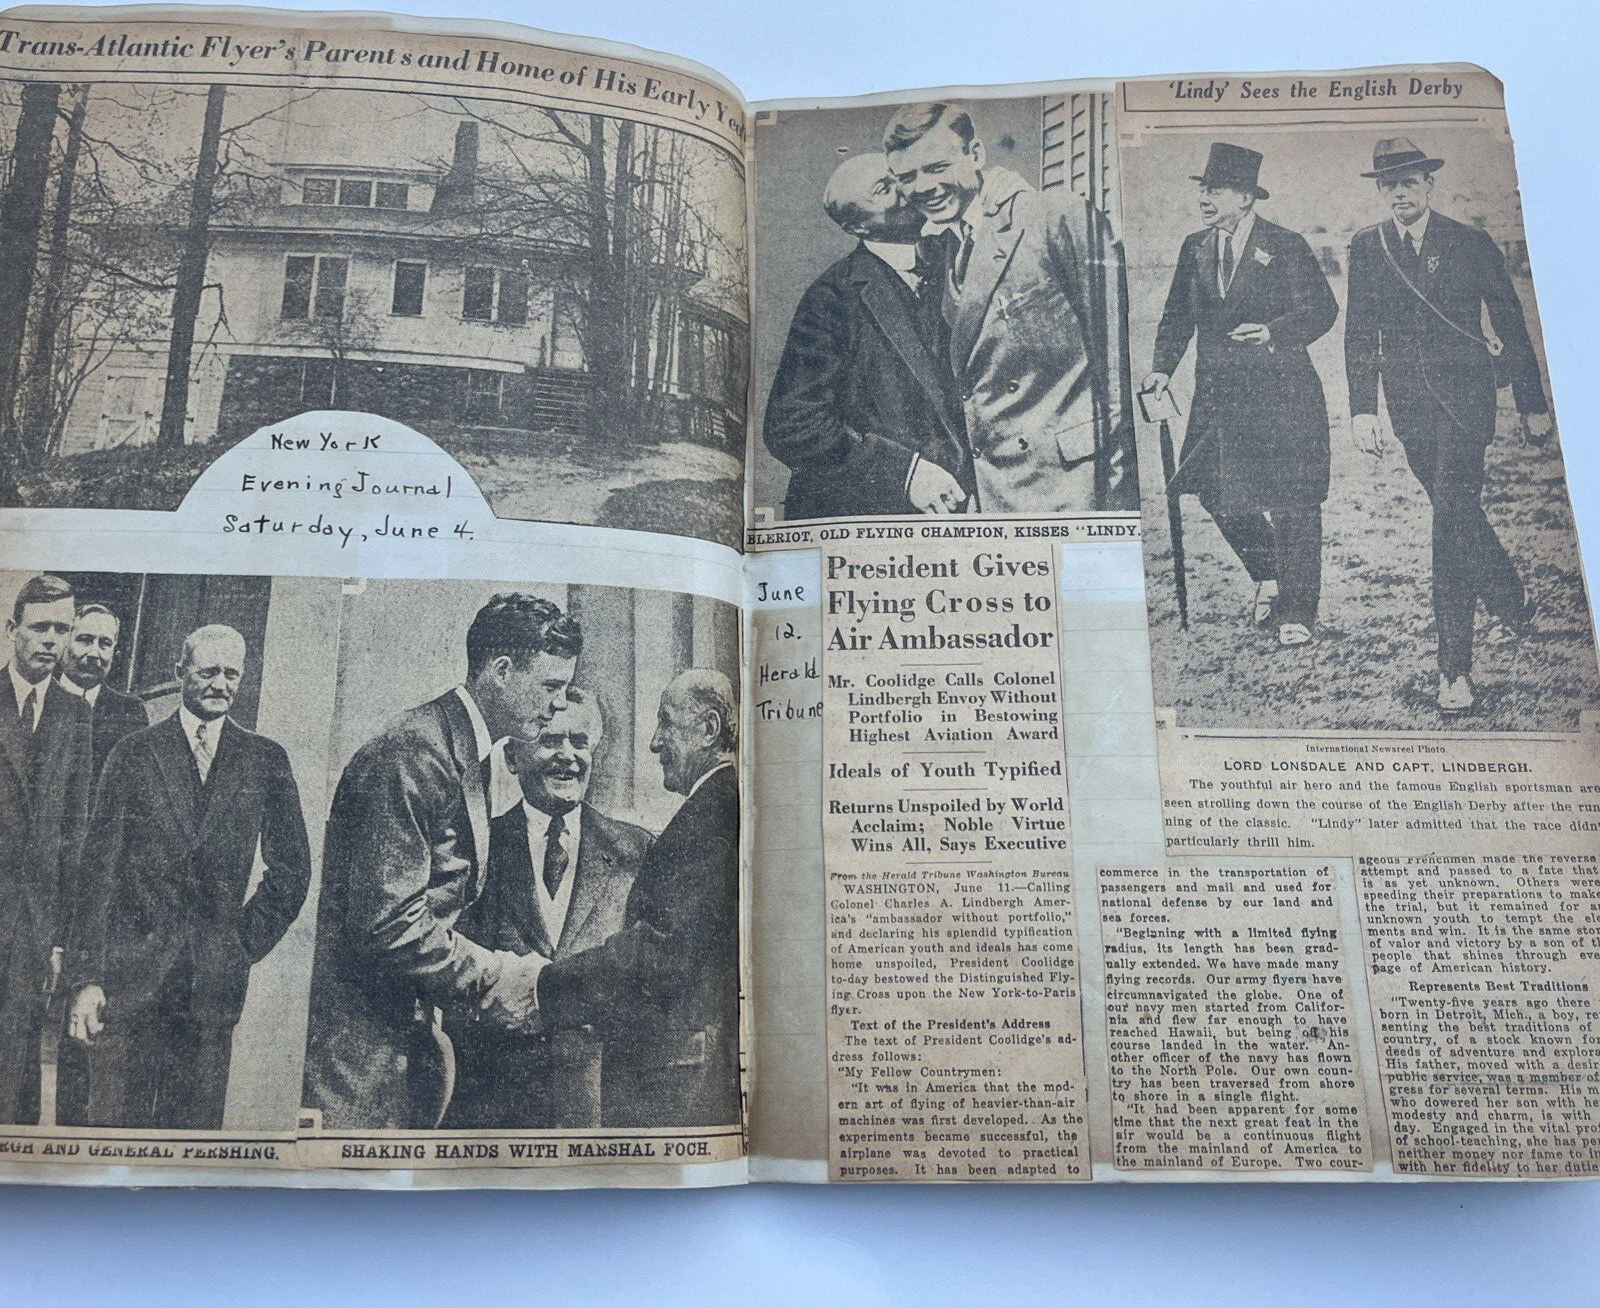 Trans-Atlantic Flyer's Parents and Home of His Early
New York
Evening Journal
Saturday, June 4.
AND GENERAL PERSHING.
SHAKING HANDS WITH MARSHAL FOCH.
BLERIOT, OLD FLYING CHAMPION, KISSES "LINDY.
June
12.
Herald
Tribune
President Gives
Flying Cross to
Air Ambassador
Mr. Coolidge Calls Colonel
Lindbergh Envoy Without
Portfolio in Bestowing
Highest Aviation Award
Ideals of Youth Typified
Returns Unspoiled by World
Acclaim; Noble Virtue
Wins All, Says Executive
From the Herald Tribune Washington Bureau
WASHINGTON, June 11.—Calling
Colonel Charles A. Lindbergh Amer-
ica's "ambassador without portfolio,"
and declaring his splendid typification
of American youth and ideals has come
home unspoiled, President Coolidge
to-day bestowed the Distinguished Fly-
ing Cross upon the New York-to-Paris
flyer.
Text of the President's Address
The text of President Coolidge's ad-
dress follows:
"My Fellow Countrymen:
"It was in America that the mod-
ern art of flying of heavier-than-air
machines was first developed. As the
experiments became successful, the
airplane was devoted to practical
purposes. It has been adapted to
'Lindy' Sees the English Derby
International Newsreel Photo
LORD LONSDALE AND CAPT. LINDBERGH.
The youthful air hero and the famous English sportsman are
seen strolling down the course of the English Derby after the run
ning of the classic. "Lindy" later admitted that the race didn'
particularly thrill him.
commerce in the transportation of
passengers and mail and used for
national defense by our land and
sea forces.
"Beginning with a limited flying
radius, its length has been grad-
ually extended. We have made many
flying records. Our army flyers have
circumnavigated the globe. One of
our navy men started from Califor-
nia and flew far enough to have
reached Hawaii, but being off his
course landed in the water. An-
other officer of the navy has flown
to the North Pole. Our own coun-
try has been traversed from shore
to shore in a single flight.
"It had been apparent for some
time that the next great feat in the
air would be a continuous flight
from the mainland of America to
the mainland of Europe. Two cour-
ageous Frenchmen made the reverse
attempt and passed to a fate that
is as yet unknown. Others were
speeding their preparations to make
the trial, but it remained for an
unknown youth to tempt the ele
ments and win. It is the same stor
of valor and victory by a son of th
people that shines through eve
page of American history.
Represents Best Traditions
"Twenty-five years ago there
born in Detroit, Mich., a boy, re
senting the best traditions of
country, of a stock known for
deeds of adventure and explora
His father, moved with a desir
public service, was a member of
gress for several terms. His m
who dowered her son with he
modesty and charm, is with
day. Engaged in the vital pro
of school-teaching, she has per
neither money nor fame to in
with her fidelity to her dutie